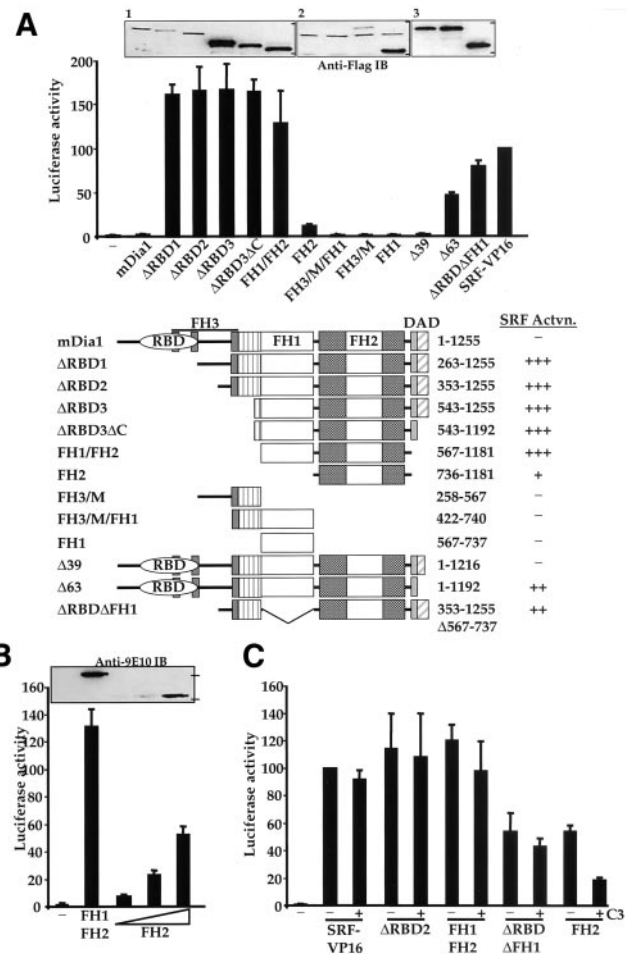 A
1 2 3
Anti-Flag IB
Luciferase activity
200
150
100
50
0
– mDia1 ΔRBD1 ΔRBD2 ΔRBD3 ΔRBD3ΔC FH1/FH2 FH2 FH3/M/FH1 FH3/M FH1 Δ39 Δ63 ΔRBDΔFH1 SRF-VP16
FH3 DAD SRF Actvn.
mDia1 RBD FH1 FH2 1-1255 –
ΔRBD1 263-1255 +++
ΔRBD2 353-1255 +++
ΔRBD3 543-1255 +++
ΔRBD3ΔC 543-1192 +++
FH1/FH2 567-1181 +++
FH2 736-1181 +
FH3/M 258-567 –
FH3/M/FH1 422-740 –
FH1 567-737 –
Δ39 RBD 1-1216 –
Δ63 RBD 1-1192 ++
ΔRBDΔFH1 353-1255 ++
Δ567-737
B
Anti-9E10 IB
Luciferase activity
160
140
120
100
80
60
40
20
0
– FH1 FH2
FH2
C
Luciferase activity
160
140
120
100
80
60
40
20
0
– + – + – + – + – + C3
SRF-VP16 ΔRBD2 FH1 FH2 ΔRBD ΔFH1 FH2